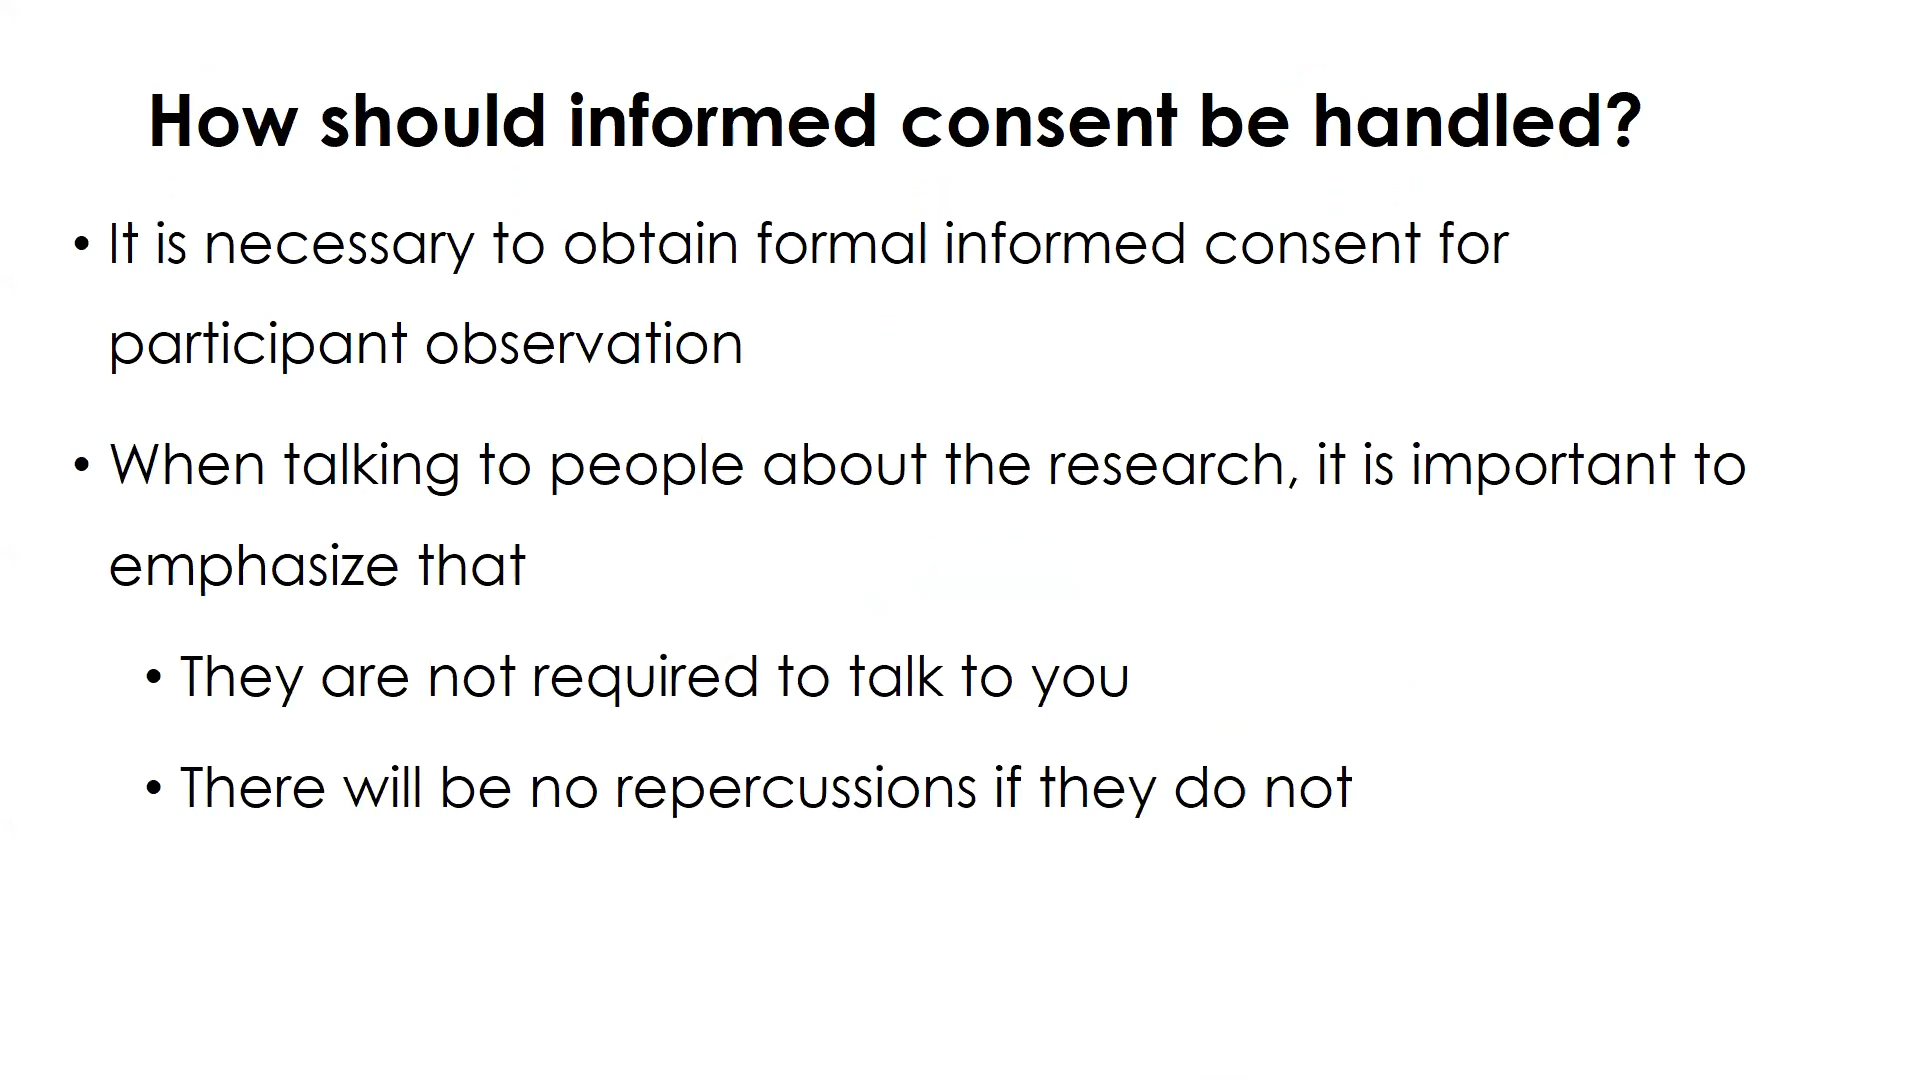 How should informed consent be handled?
• It is necessary to obtain formal informed consent for
participant observation
• When talking to people about the research, it is important to
emphasize that
• They are not required to talk to you
• There will be no repercussions if they do not